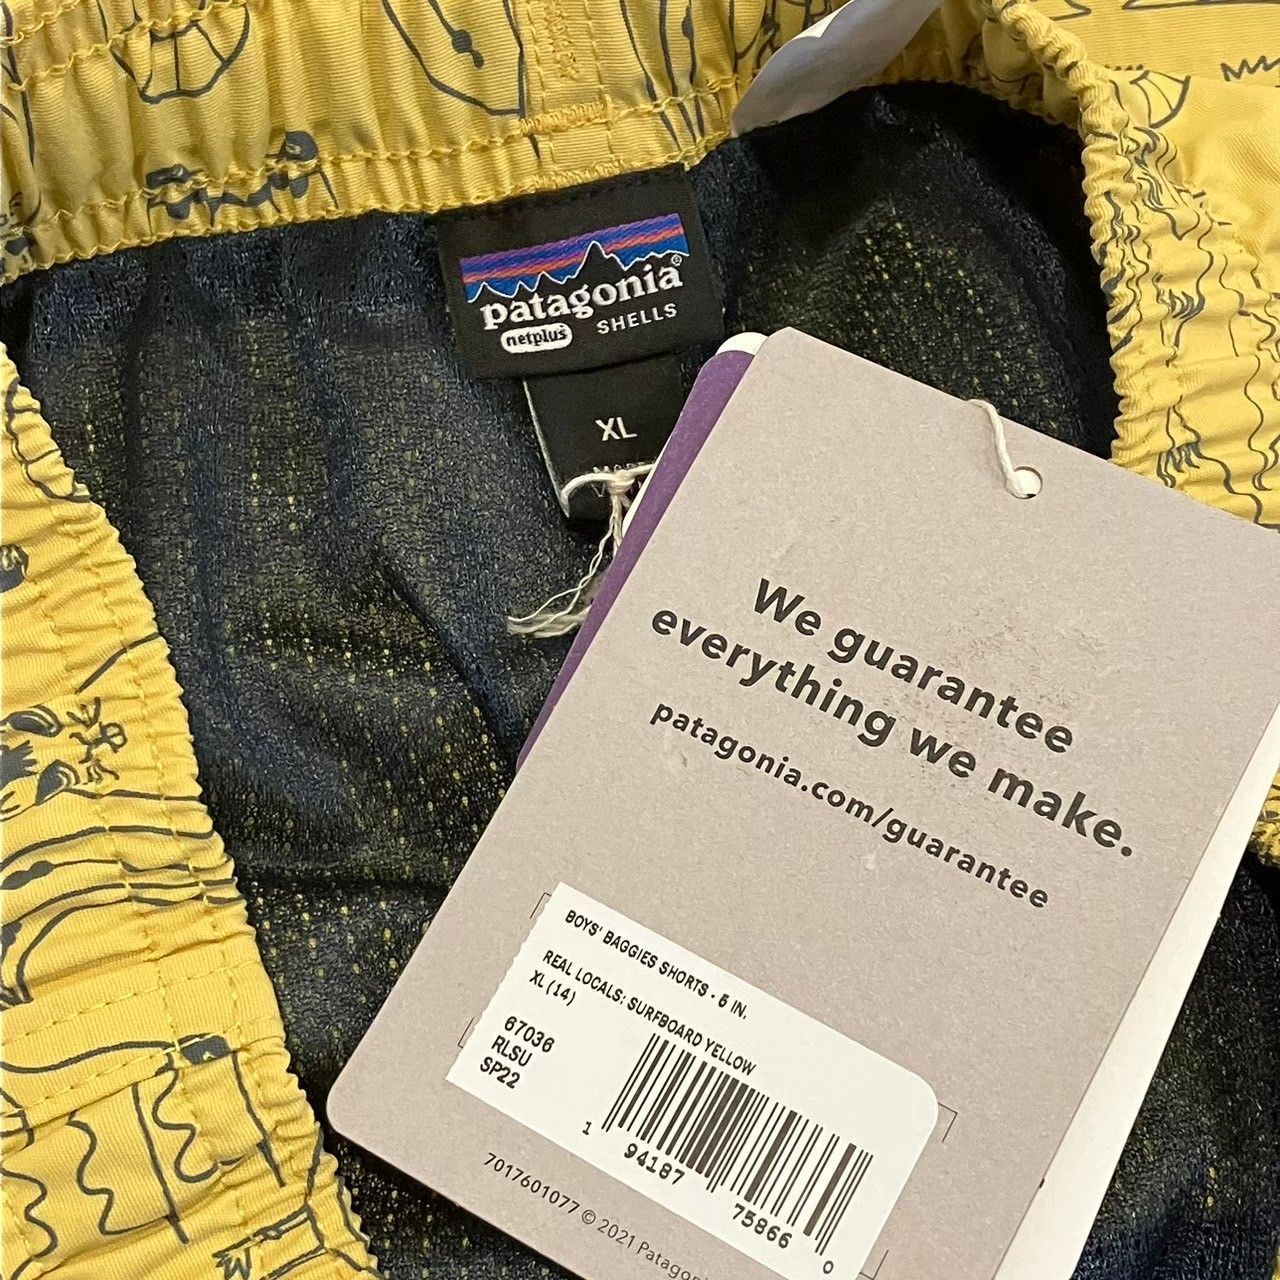 patagonia®
netplus®
SHELLS
XL
We guarantee
everything we make.
patagonia.com/guarantee
BOYS' BAGGIES SHORTS - 5 IN.
REAL LOCALS: SURFBOARD YELLOW
XL (14)
67036
RLSU
SP22
1 94187 75866 0
7017601077 © 2021 Patagon